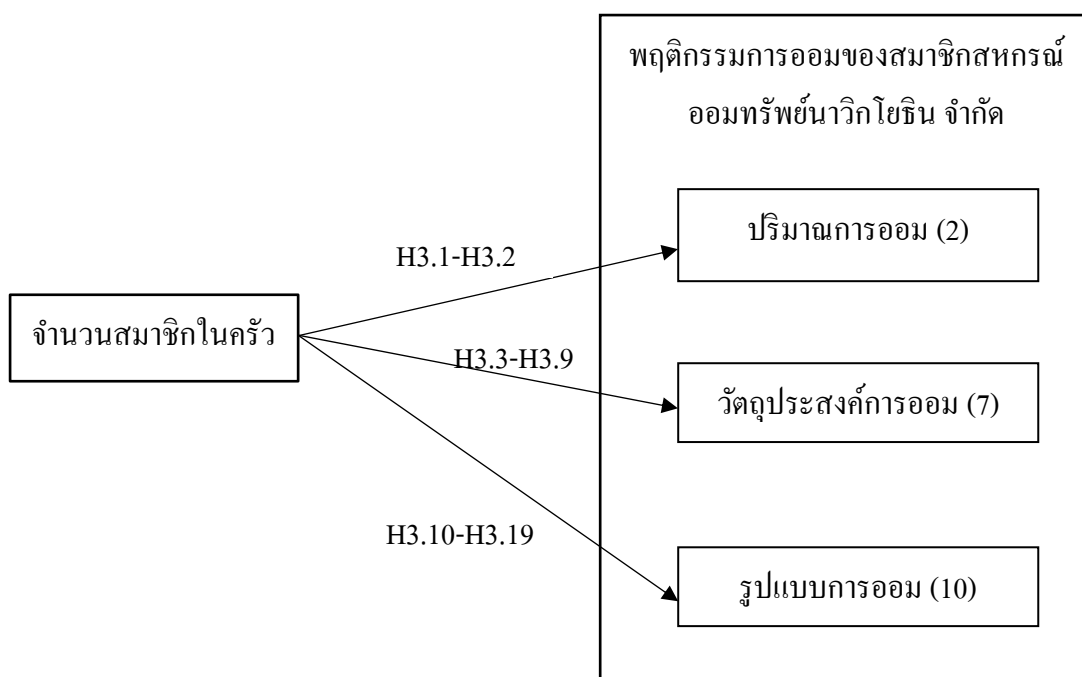 พฤติกรรมการออมของสมาชิกสหกรณ์
ออมทรัพย์นาวิกโยธิน จำกัด
ปริมาณการออม (2)
H3.1-H3.2
จำนวนสมาชิกในครัว
H3.3-H3.9
วัตถุประสงค์การออม (7)
H3.10-H3.19
รูปแบบการออม (10)